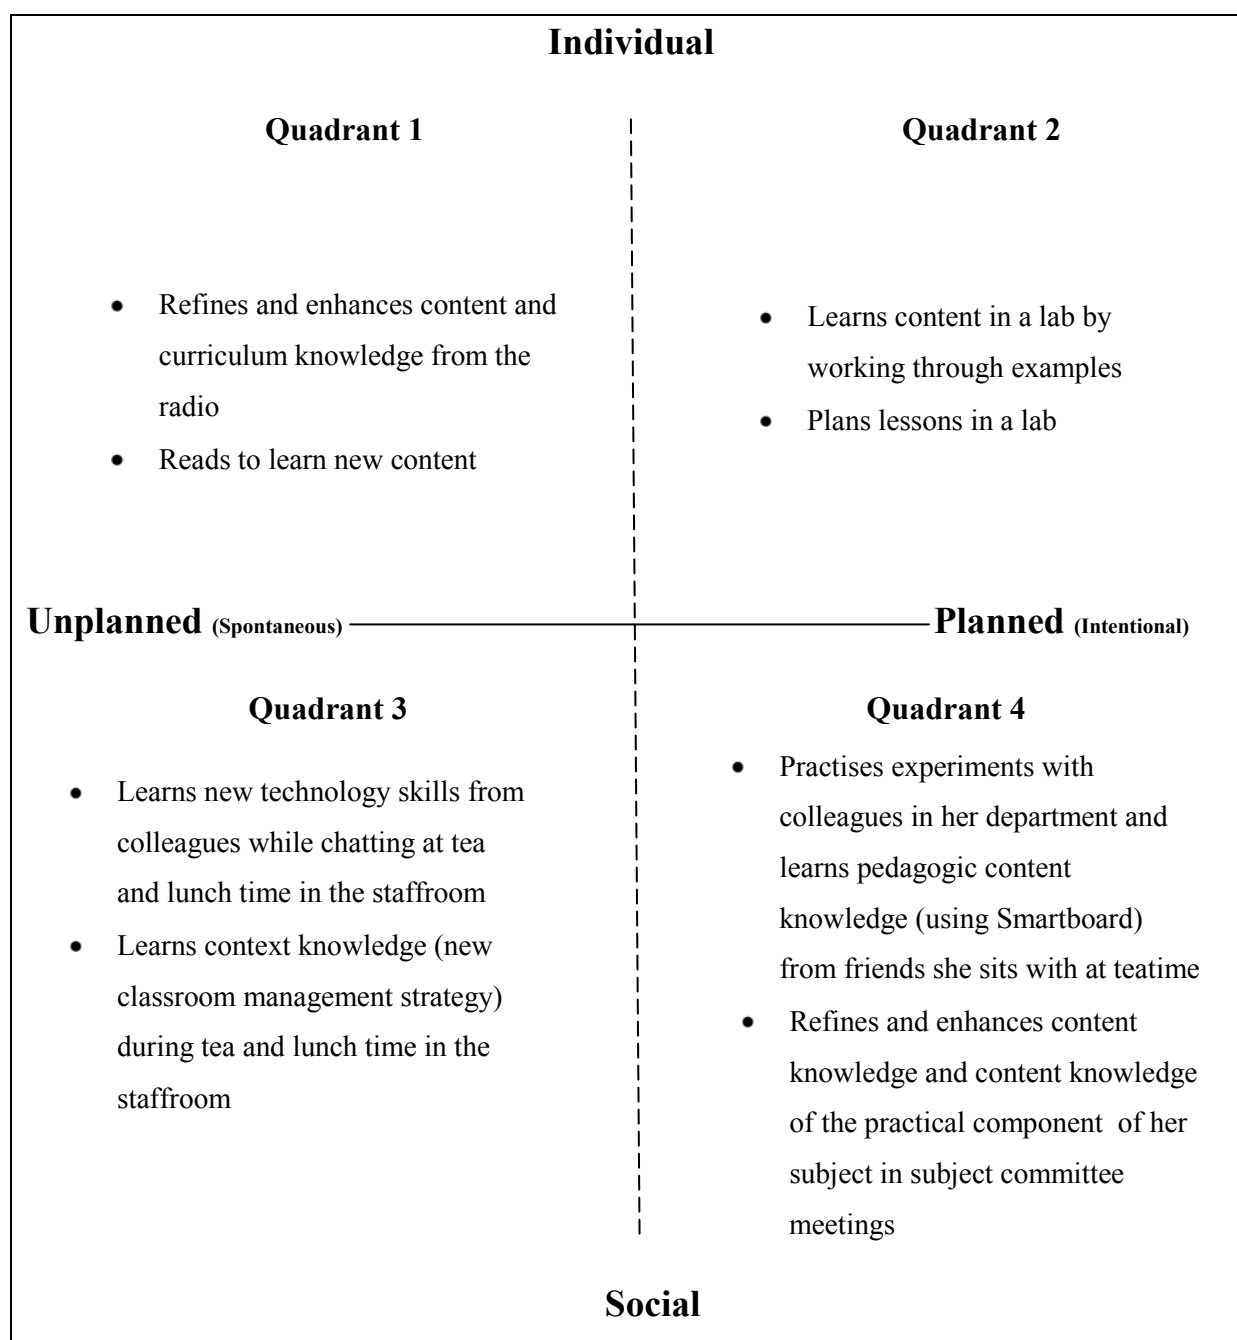 Individual
Quadrant 1
Quadrant 2
• Refines and enhances content and
curriculum knowledge from the
radio
• Reads to learn new content
• Learns content in a lab by
working through examples
• Plans lessons in a lab
Unplanned (Spontaneous)
Planned (Intentional)
Quadrant 3
• Learns new technology skills from
colleagues while chatting at tea
and lunch time in the staffroom
• Learns context knowledge (new
classroom management strategy)
during tea and lunch time in the
staffroom
Quadrant 4
• Practises experiments with
colleagues in her department and
learns pedagogic content
knowledge (using Smartboard)
from friends she sits with at teatime
• Refines and enhances content
knowledge and content knowledge
of the practical component of her
subject in subject committee
meetings
Social